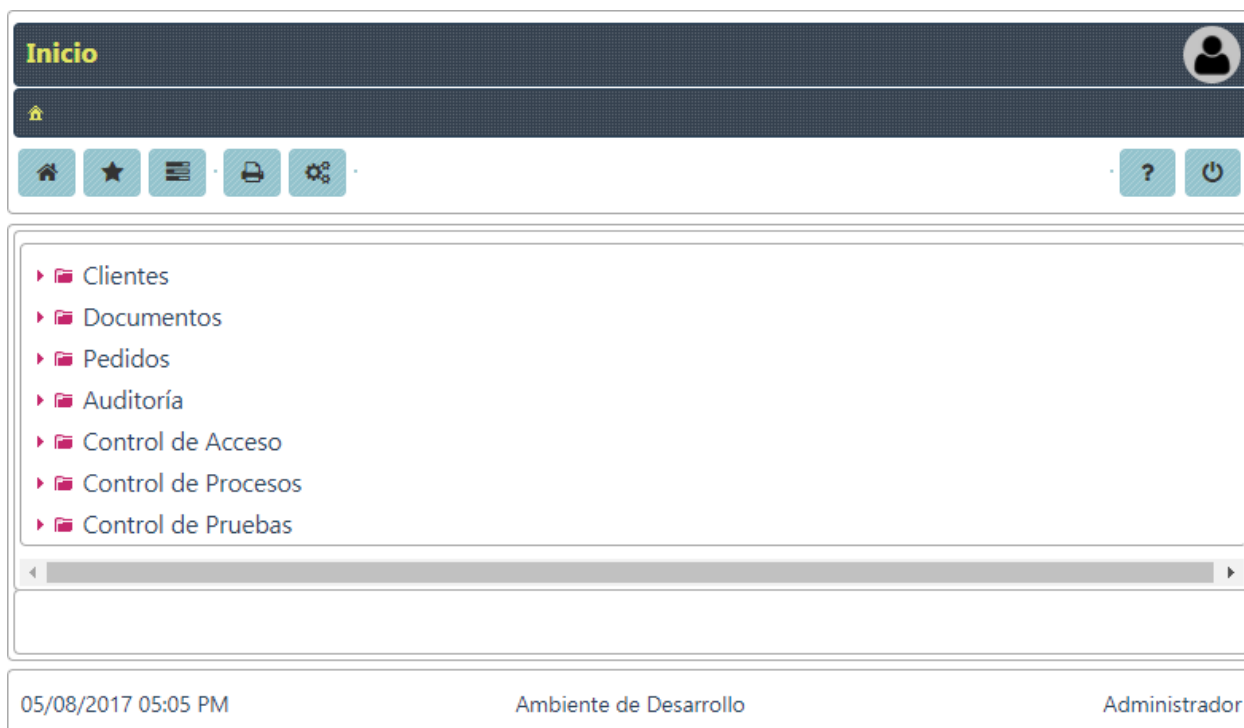 Inicio
?
Clientes
Documentos
Pedidos
Auditoría
Control de Acceso
Control de Procesos
Control de Pruebas
05/08/2017 05:05 PM Ambiente de Desarrollo Administrador